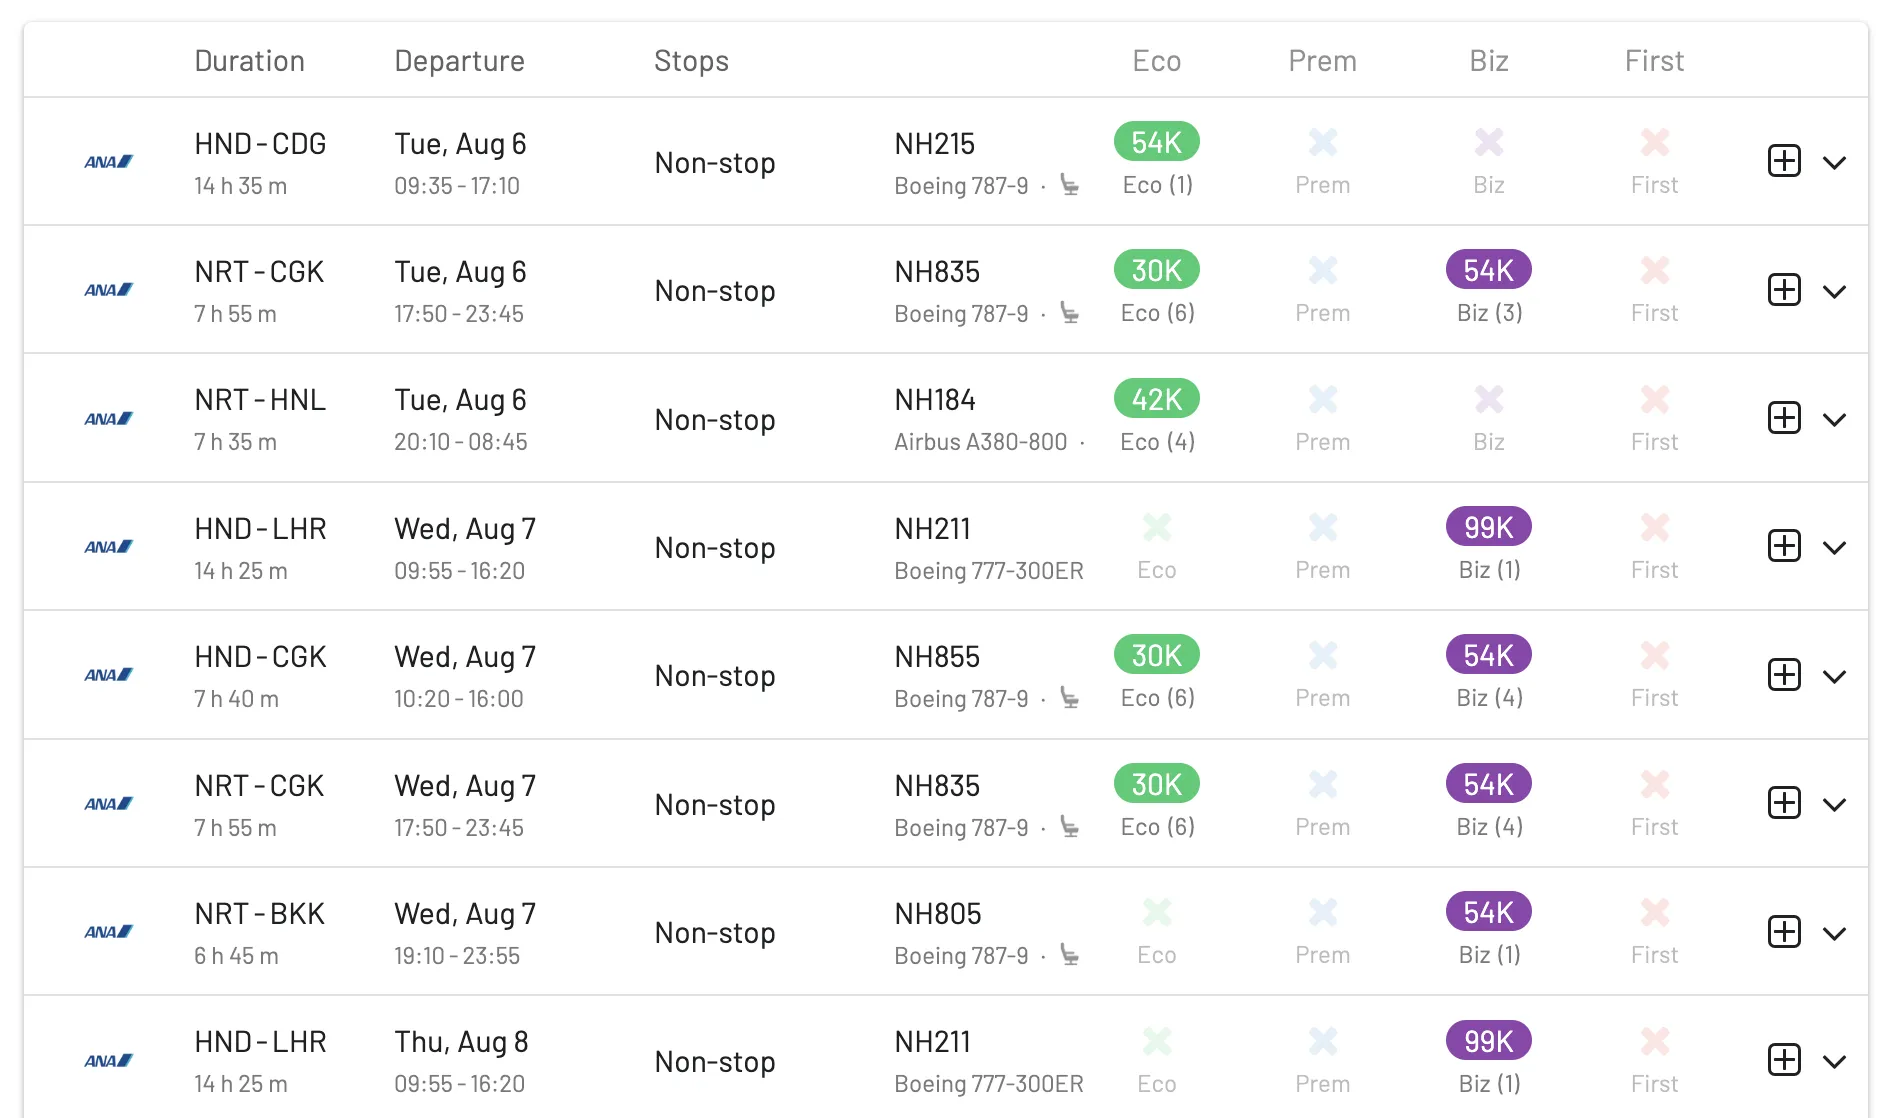 Duration Departure Stops Eco Prem Biz First
ANA HND - CDG Tue, Aug 6 Non-stop NH215 54K
14 h 35 m 09:35 - 17:10 Boeing 787-9 · Eco (1) Prem Biz First
ANA NRT - CGK Tue, Aug 6 Non-stop NH835 30K 54K
7 h 55 m 17:50 - 23:45 Boeing 787-9 · Eco (6) Prem Biz (3) First
ANA NRT - HNL Tue, Aug 6 Non-stop NH184 42K
7 h 35 m 20:10 - 08:45 Airbus A380-800 · Eco (4) Prem Biz First
ANA HND - LHR Wed, Aug 7 Non-stop NH211 99K
14 h 25 m 09:55 - 16:20 Boeing 777-300ER Eco Prem Biz (1) First
ANA HND - CGK Wed, Aug 7 Non-stop NH855 30K 54K
7 h 40 m 10:20 - 16:00 Boeing 787-9 · Eco (6) Prem Biz (4) First
ANA NRT - CGK Wed, Aug 7 Non-stop NH835 30K 54K
7 h 55 m 17:50 - 23:45 Boeing 787-9 · Eco (6) Prem Biz (4) First
ANA NRT - BKK Wed, Aug 7 Non-stop NH805 54K
6 h 45 m 19:10 - 23:55 Boeing 787-9 · Eco Prem Biz (1) First
ANA HND - LHR Thu, Aug 8 Non-stop NH211 99K
14 h 25 m 09:55 - 16:20 Boeing 777-300ER Eco Prem Biz (1) First